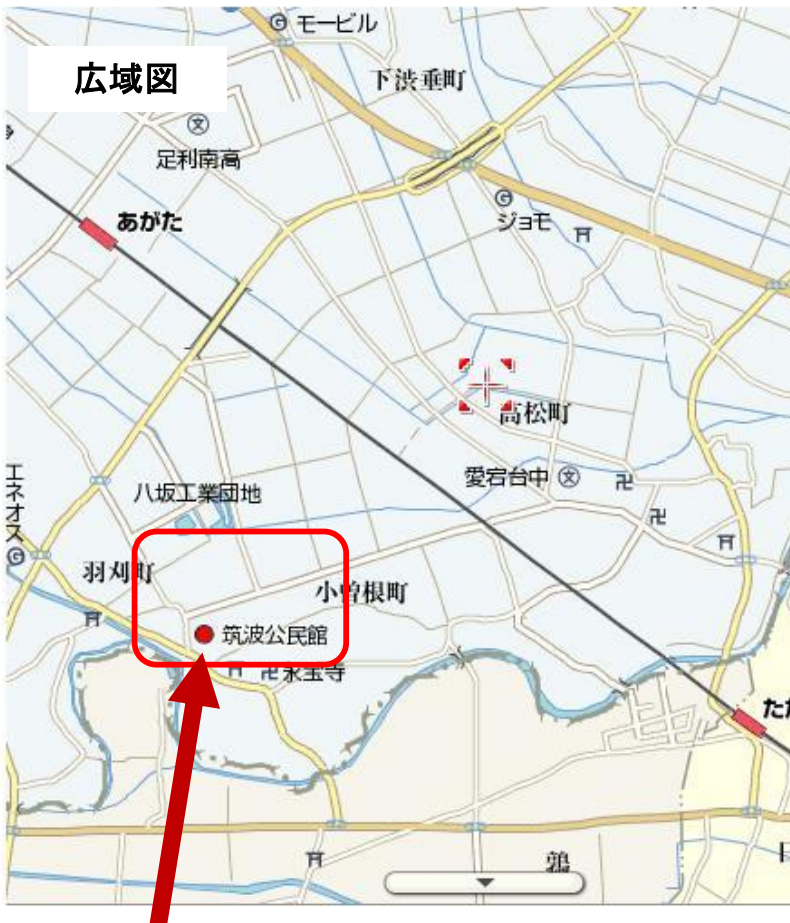 モービル
広域図
下渋垂町
足利南高
あがた
ジョモ
高松町
愛宕台中
エネオス
八坂工業団地
羽刈町
小曽根町
筑波公民館
永宝寺
鵤